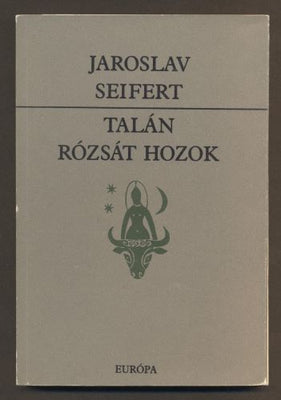 JAROSLAV
SEIFERT
TALÁN
RÓZSÁT HOZOK
EURÓPA